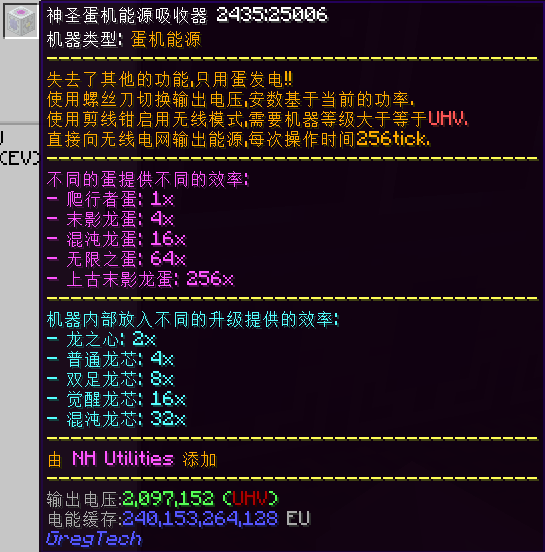 神圣蛋机能源吸收器 2435:25006
机器类型: 蛋机能源
失去了其他的功能,只用蛋发电!!
使用螺丝刀切换输出电压,安数基于当前的功率.
使用剪线钳启用无线模式,需要机器等级大于等于UHV.
直接向无线电网输出能源,每次操作时间256tick.
不同的蛋提供不同的效率:
- 爬行者蛋: 1x
- 末影龙蛋: 4x
- 混沌龙蛋: 16x
- 无限之蛋: 64x
- 上古末影龙蛋: 256x
机器内部放入不同的升级提供的效率:
- 龙之心: 2x
- 普通龙芯: 4x
- 双足龙芯: 8x
- 觉醒龙芯: 16x
- 混沌龙芯: 32x
由 NH Utilities 添加
输出电压:2,097,152 (UHV)
电能缓存:240,153,264,128 EU
GregTech
(EV)